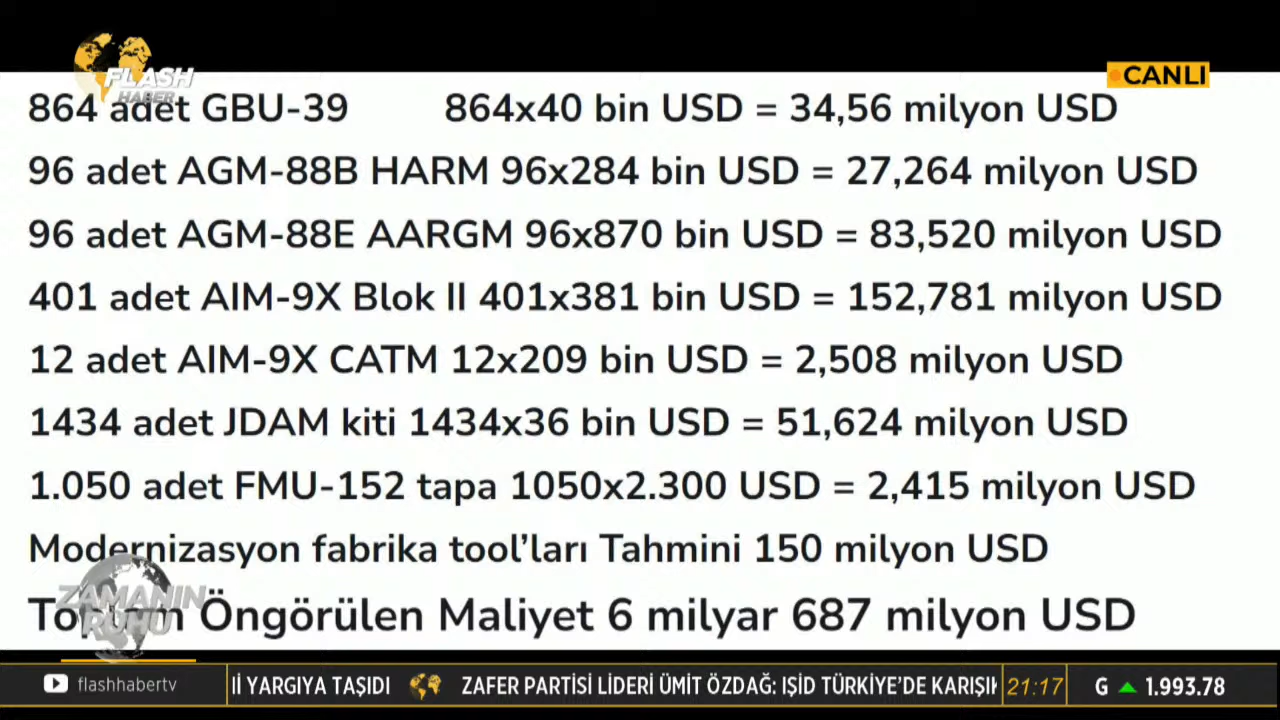 FLASH
HABER
CANLI
864 adet GBU-39 864x40 bin USD = 34,56 milyon USD
96 adet AGM-88B HARM 96x284 bin USD = 27,264 milyon USD
96 adet AGM-88E AARGM 96x870 bin USD = 83,520 milyon USD
401 adet AIM-9X Blok II 401x381 bin USD = 152,781 milyon USD
12 adet AIM-9X CATM 12x209 bin USD = 2,508 milyon USD
1434 adet JDAM kiti 1434x36 bin USD = 51,624 milyon USD
1.050 adet FMU-152 tapa 1050x2.300 USD = 2,415 milyon USD
Modernizasyon fabrika tool’ları Tahmini 150 milyon USD
Toplam Öngörülen Maliyet 6 milyar 687 milyon USD
ZAMANIN
RUHU
flashhabertv
YARGIYA TAŞIDI ZAFER PARTİSİ LİDERİ ÜMİT ÖZDAĞ: IŞİD TÜRKİYE'DE
21:17
G 1.993.78